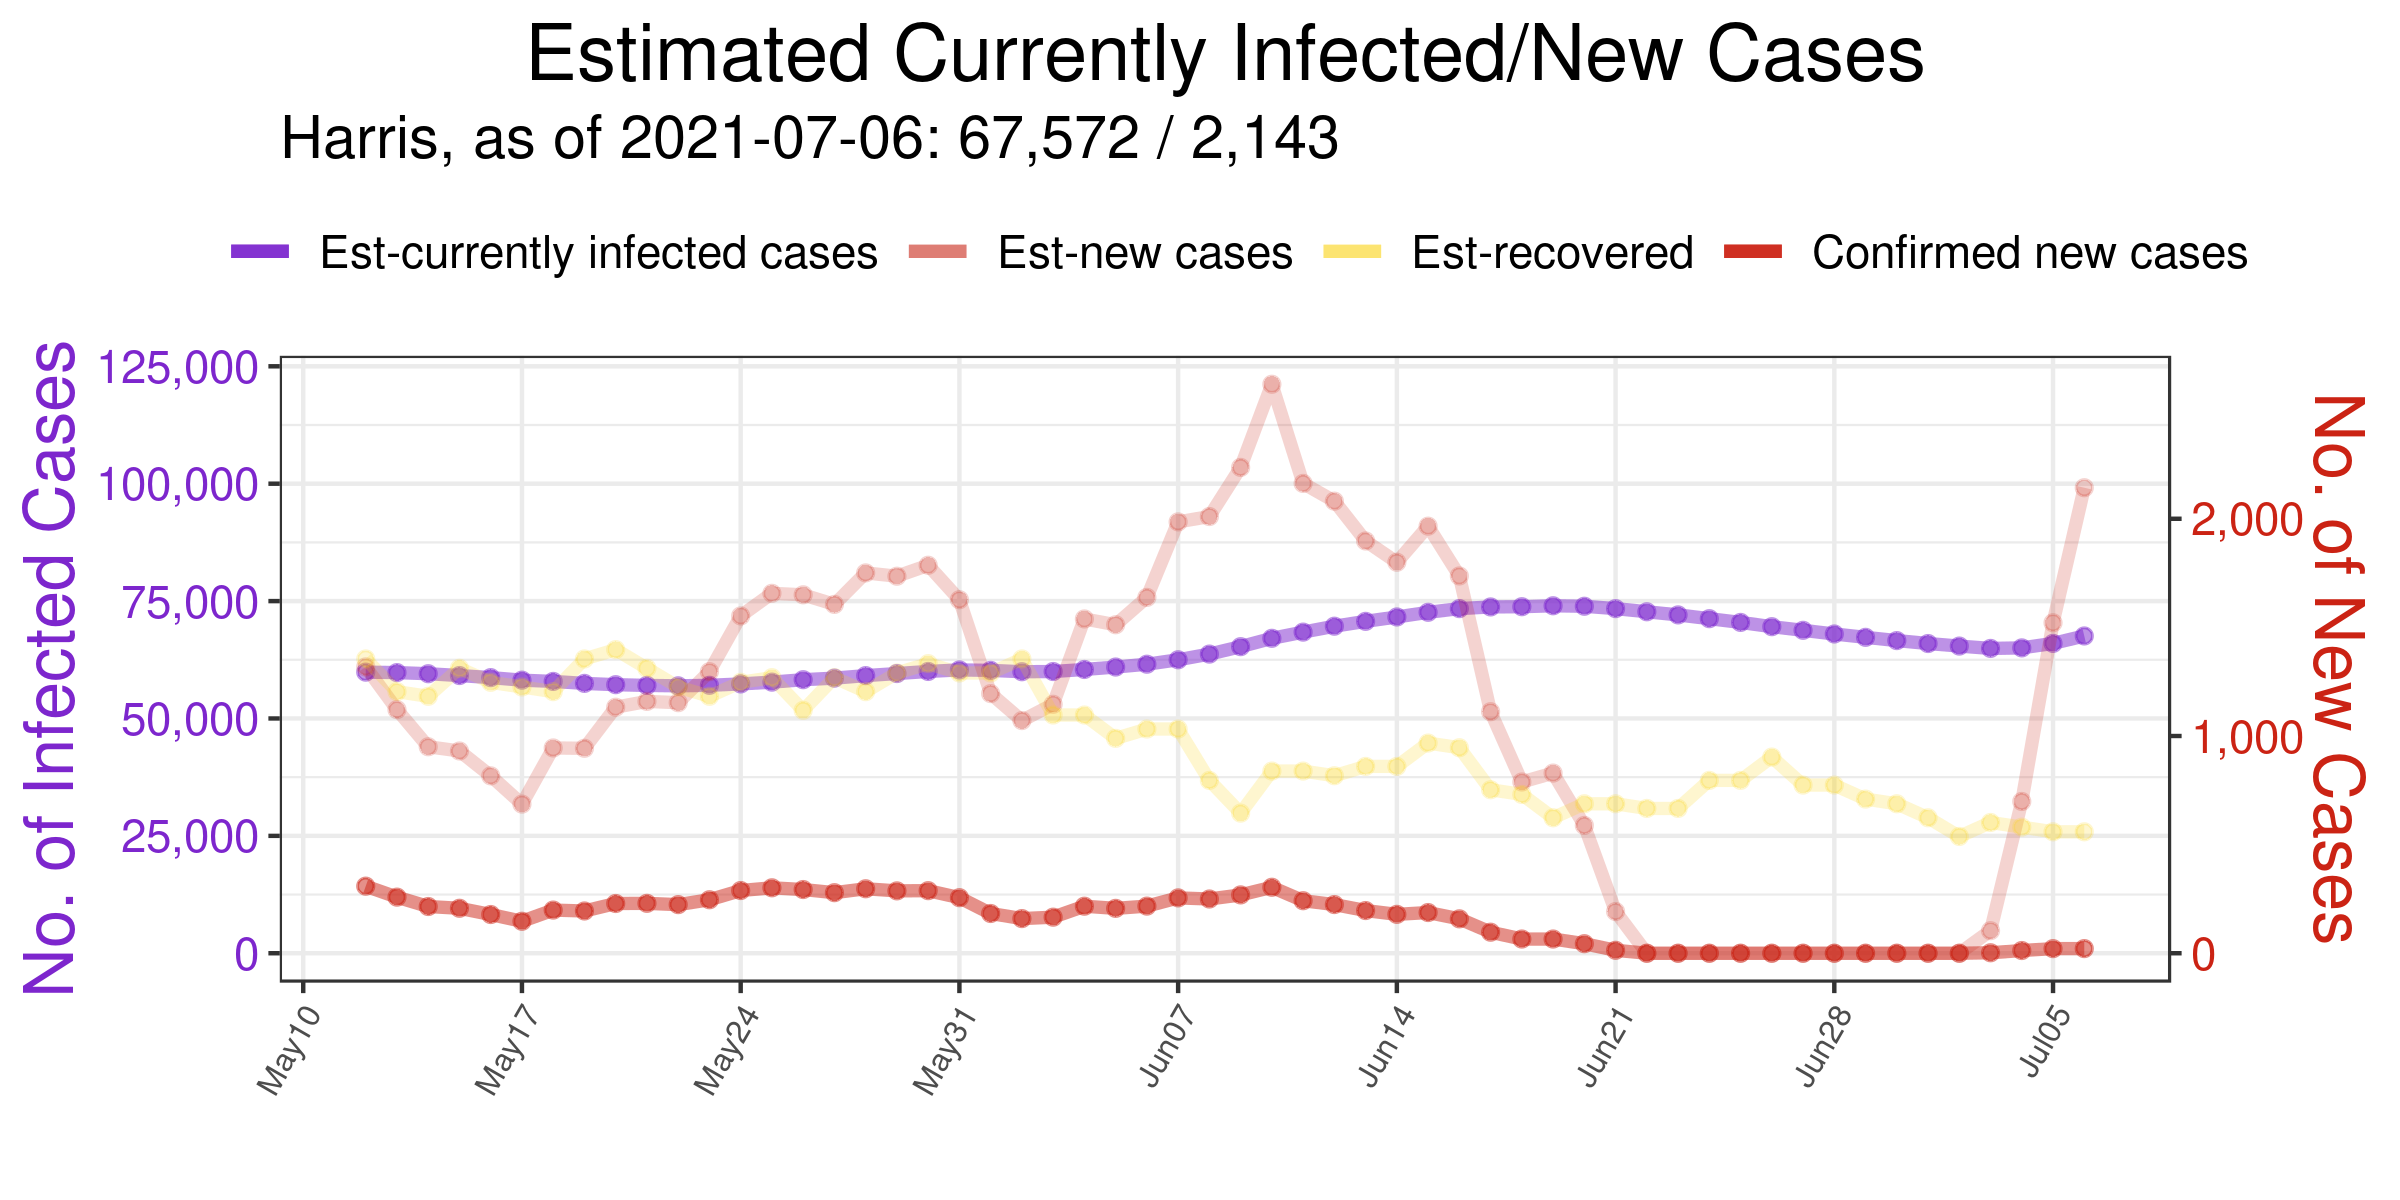 Estimated Currently Infected/New Cases
Harris, as of 2021-07-06: 67,572 / 2,143
Est-currently infected cases Est-new cases Est-recovered Confirmed new cases
No. of Infected Cases
125,000
100,000
75,000
50,000
25,000
0
2,000
1,000
0
No. of New Cases
May10 May17 May24 May31 Jun07 Jun14 Jun21 Jun28 Jul05